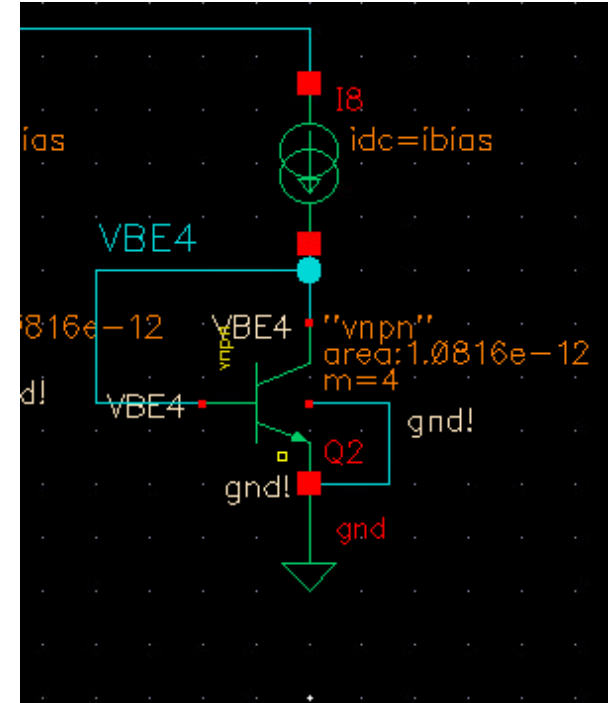 I8
ias
idc=ibias
VBE4
816e-12
VBE4
"vnpn"
vnpn
area:1.0816e-12
m=4
d!
VBE4
gnd!
Q2
gnd!
gnd